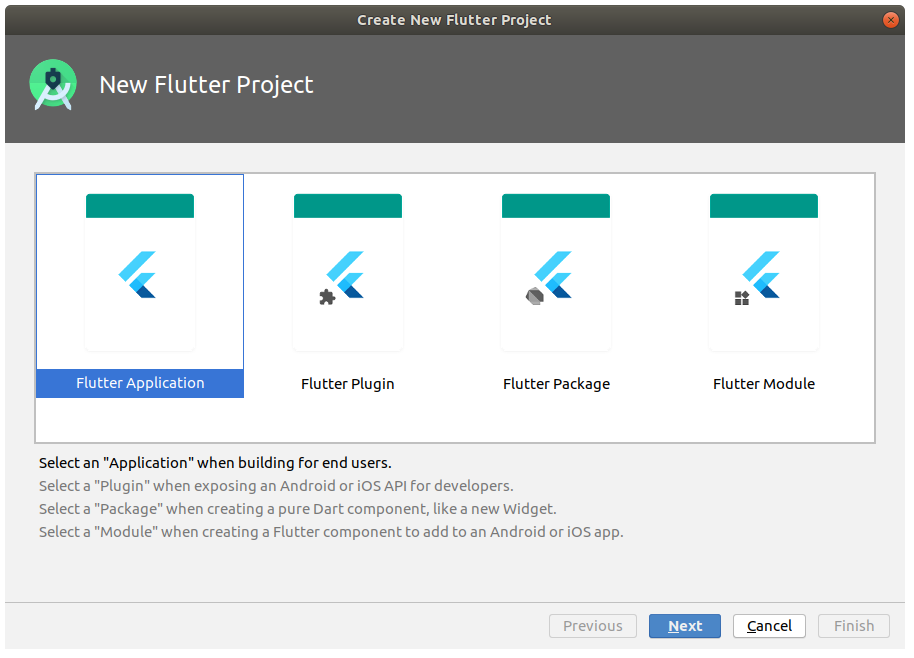 Create New Flutter Project
New Flutter Project
Flutter Application
Flutter Plugin
Flutter Package
Flutter Module
Select an "Application" when building for end users.
Select a "Plugin" when exposing an Android or iOS API for developers.
Select a "Package" when creating a pure Dart component, like a new Widget.
Select a "Module" when creating a Flutter component to add to an Android or iOS app.
Previous
Next
Cancel
Finish